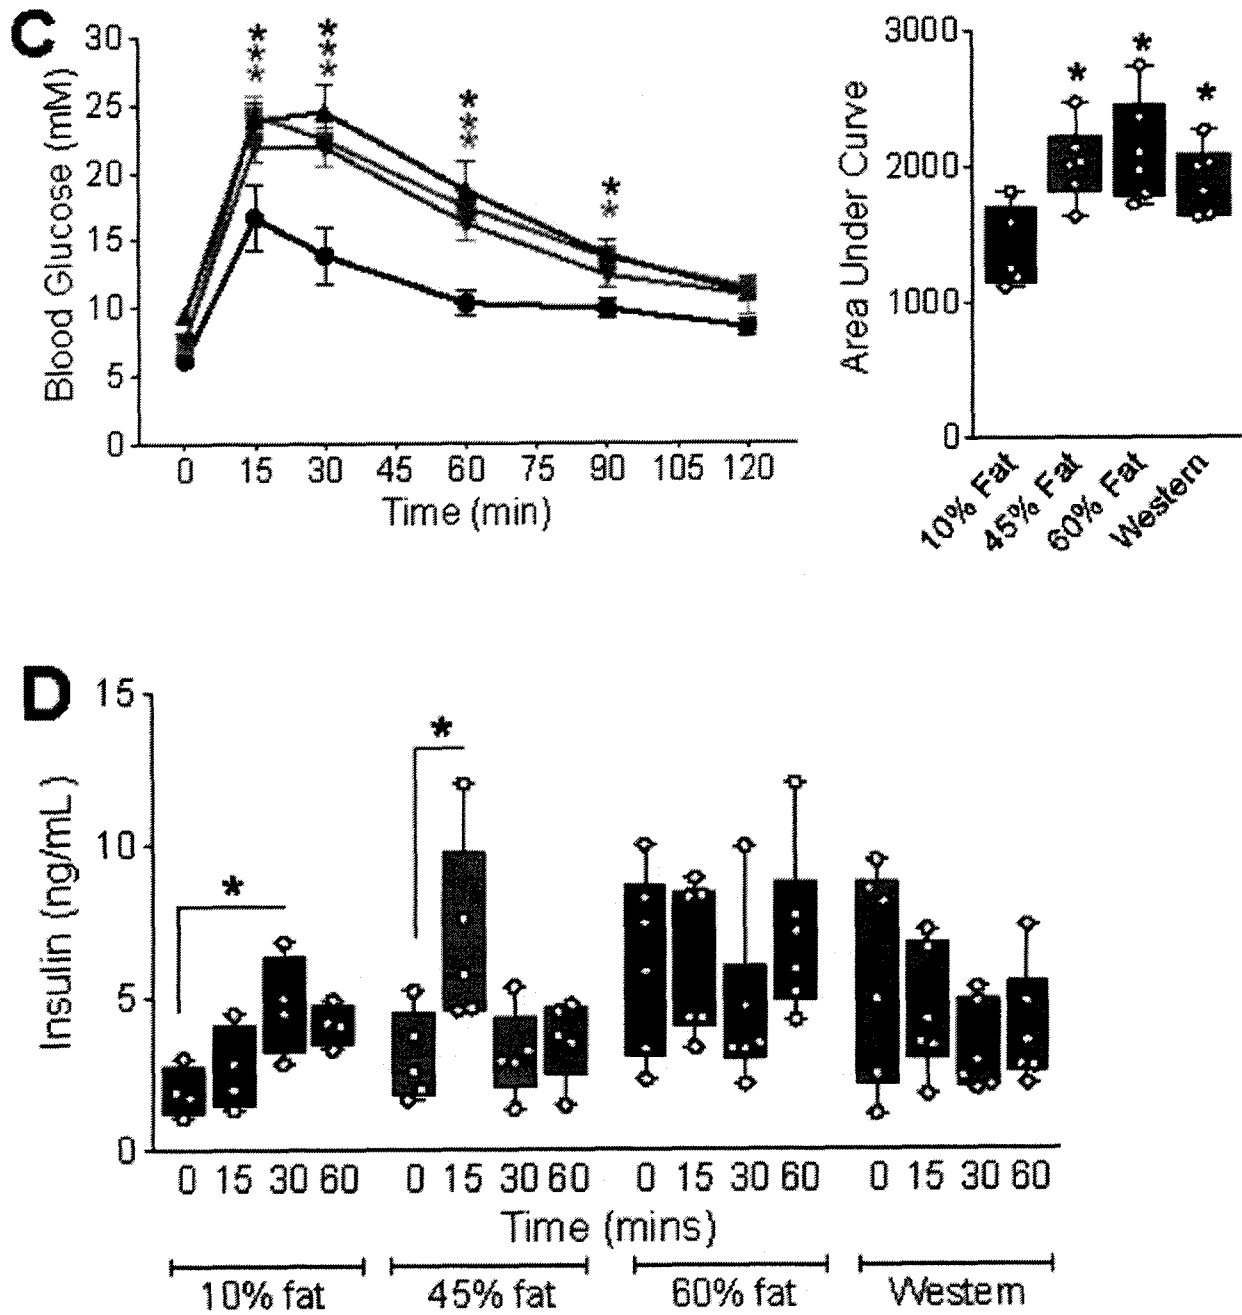 C
30
25
20
15
10
5
0
Blood Glucose (mM)
* * *
* * *
* * *
* *
0 15 30 45 60 75 90 105 120
Time (min)
3000
2000
1000
0
Area Under Curve
* * *
10% Fat
45% Fat
60% Fat
Western
D
15
10
5
0
Insulin (ng/mL)
*
*
0 15 30 60 0 15 30 60 0 15 30 60 0 15 30 60
Time (mins)
10% fat 45% fat 60% fat Western